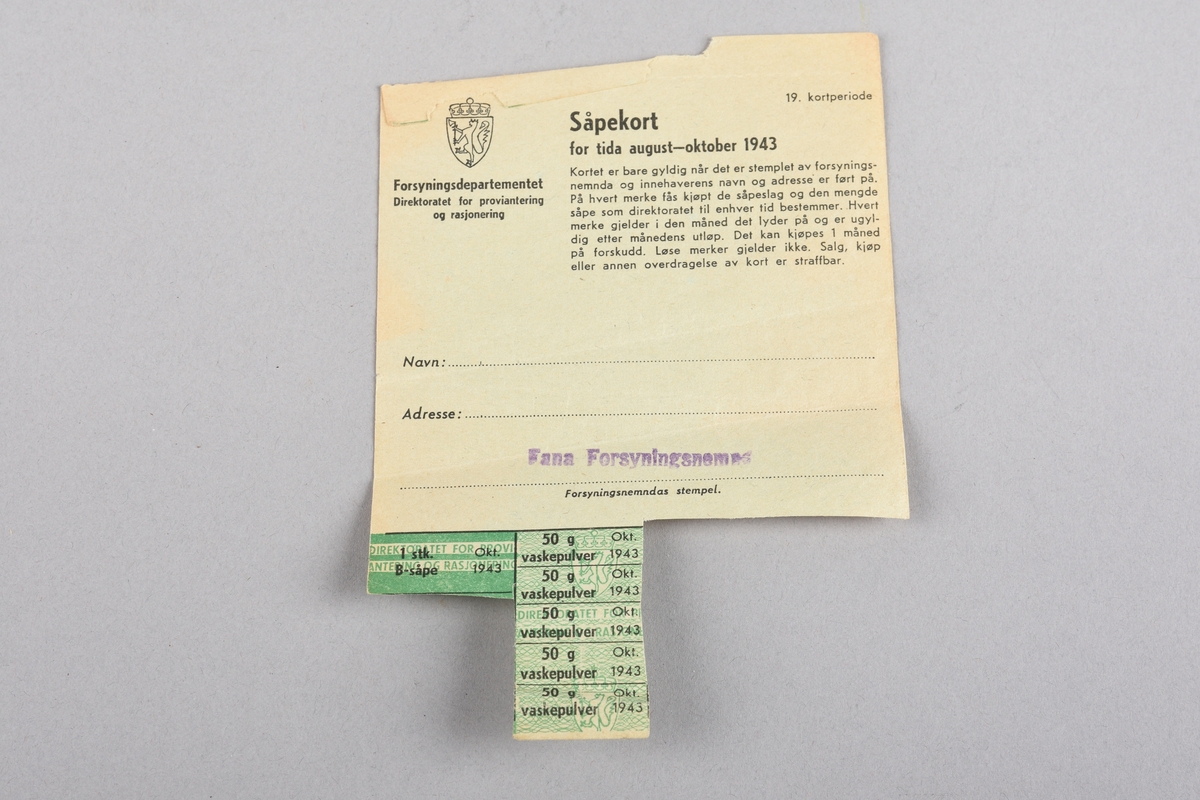 19. kortperiode
Såpekort
for tida august—oktober 1943
Kortet er bare gyldig når det er stemplet av forsynings-
nemnda og innehaverens navn og adresse er ført på.
På hvert merke fås kjøpt de såpeslag og den mengde
såpe som direktoratet til enhver tid bestemmer. Hvert
merke gjelder i den måned det lyder på og er ugyl-
dig etter månedens utløp. Det kan kjøpes 1 måned
på forskudd. Løse merker gjelder ikke. Salg, kjøp
eller annen overdragelse av kort er straffbar.
Forsyningsdepartementet
Direktoratet for proviantering
og rasjonering
Navn:
Adresse:
Fana Forsyningsnemnd
Forsyningsnemndas stempel.
DIREKTORATET FOR PROVI
ANTERING OG RASJONERING
1 stk. Okt.
B-såpe 1943
50 g Okt.
vaskepulver 1943
50 g Okt.
vaskepulver 1943
50 g Okt.
vaskepulver 1943
50 g Okt.
vaskepulver 1943
50 g Okt.
vaskepulver 1943